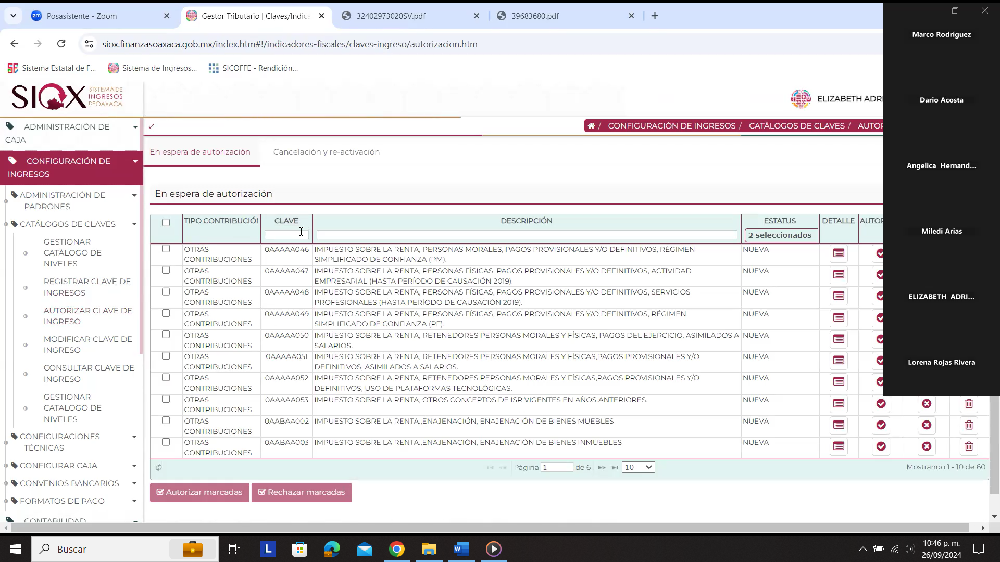 Posasistente - Zoom
Gestor Tributario | Claves/Indic
32402973020SV.pdf
39683680.pdf
siox.finanzasoaxaca.gob.mx/index.htm#!/indicadores-fiscales/claves-ingreso/autorizacion.htm
Sistema Estatal de F...
Sistema de Ingresos...
SICOFFE - Rendición...
SIOX SISTEMA DE
INGRESOS
DE OAXACA
ELIZABETH ADRI
ADMINISTRACIÓN DE
CAJA
CONFIGURACIÓN DE
INGRESOS
ADMINISTRACIÓN DE
PADRONES
CATÁLOGOS DE CLAVES
GESTIONAR
CATÁLOGO DE
NIVELES
REGISTRAR CLAVE DE
INGRESOS
AUTORIZAR CLAVE DE
INGRESO
MODIFICAR CLAVE DE
INGRESO
CONSULTAR CLAVE DE
INGRESO
GESTIONAR
CATALOGO DE
NIVELES
CONFIGURACIONES
TÉCNICAS
CONFIGURAR CAJA
CONVENIOS BANCARIOS
FORMATOS DE PAGO
CONTABILIDAD
/ CONFIGURACIÓN DE INGRESOS / CATÁLOGOS DE CLAVES / AUTOR
En espera de autorización
Cancelación y re-activación
En espera de autorización
TIPO CONTRIBUCIÓN CLAVE DESCRIPCIÓN ESTATUS DETALLE AUTOR
2 seleccionados
OTRAS CONTRIBUCIONES 0AAAAA046 IMPUESTO SOBRE LA RENTA, PERSONAS MORALES, PAGOS PROVISIONALES Y/O DEFINITIVOS, RÉGIMEN SIMPLIFICADO DE CONFIANZA (PM). NUEVA
OTRAS CONTRIBUCIONES 0AAAAA047 IMPUESTO SOBRE LA RENTA, PERSONAS FÍSICAS, PAGOS PROVISIONALES Y/O DEFINITIVOS, ACTIVIDAD EMPRESARIAL (HASTA PERÍODO DE CAUSACIÓN 2019). NUEVA
OTRAS CONTRIBUCIONES 0AAAAA048 IMPUESTO SOBRE LA RENTA, PERSONAS FÍSICAS, PAGOS PROVISIONALES Y/O DEFINITIVOS, SERVICIOS PROFESIONALES (HASTA PERÍODO DE CAUSACIÓN 2019). NUEVA
OTRAS CONTRIBUCIONES 0AAAAA049 IMPUESTO SOBRE LA RENTA, PERSONAS FÍSICAS, PAGOS PROVISIONALES Y/O DEFINITIVOS, RÉGIMEN SIMPLIFICADO DE CONFIANZA (PF). NUEVA
OTRAS CONTRIBUCIONES 0AAAAA050 IMPUESTO SOBRE LA RENTA, RETENEDORES PERSONAS MORALES Y FÍSICAS, PAGOS DEL EJERCICIO, ASIMILADOS A SALARIOS. NUEVA
OTRAS CONTRIBUCIONES 0AAAAA051 IMPUESTO SOBRE LA RENTA, RETENEDORES PERSONAS MORALES Y FÍSICAS,PAGOS PROVISIONALES Y/O DEFINITIVOS, ASIMILADOS A SALARIOS. NUEVA
OTRAS CONTRIBUCIONES 0AAAAA052 IMPUESTO SOBRE LA RENTA, RETENEDORES PERSONAS MORALES Y FÍSICAS,PAGOS PROVISIONALES Y/O DEFINITIVOS, USO DE PLATAFORMAS TECNOLÓGICAS. NUEVA
OTRAS CONTRIBUCIONES 0AAAAA053 IMPUESTO SOBRE LA RENTA, OTROS CONCEPTOS DE ISR VIGENTES EN AÑOS ANTERIORES. NUEVA
OTRAS CONTRIBUCIONES 0AABAA002 IMPUESTO SOBRE LA RENTA.,ENAJENACIÓN, ENAJENACIÓN DE BIENES MUEBLES NUEVA
OTRAS CONTRIBUCIONES 0AABAA003 IMPUESTO SOBRE LA RENTA.,ENAJENACIÓN, ENAJENACIÓN DE BIENES INMUEBLES NUEVA
Página 1 de 6 10 Mostrando 1 - 10 de 60
Autorizar marcadas Rechazar marcadas
Marco Rodríguez
Dario Acosta
Angelica Hernand...
Miledi Arias
ELIZABETH ADRI...
Lorena Rojas Rivera
Buscar
10:46 p. m.
26/09/2024